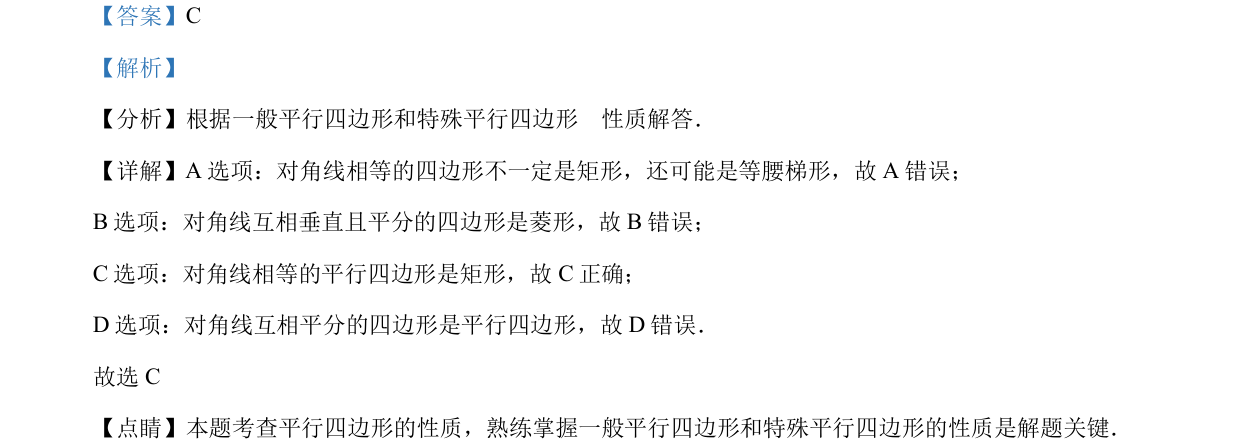 【答案】C
【解析】
【分析】根据一般平行四边形和特殊平行四边形 性质解答．
【详解】A 选项：对角线相等的四边形不一定是矩形，还可能是等腰梯形，故 A 错误；
B 选项：对角线互相垂直且平分的四边形是菱形，故 B 错误；
C 选项：对角线相等的平行四边形是矩形，故 C 正确；
D 选项：对角线互相平分的四边形是平行四边形，故 D 错误．
故选 C
【点睛】本题考查平行四边形的性质，熟练掌握一般平行四边形和特殊平行四边形的性质是解题关键．